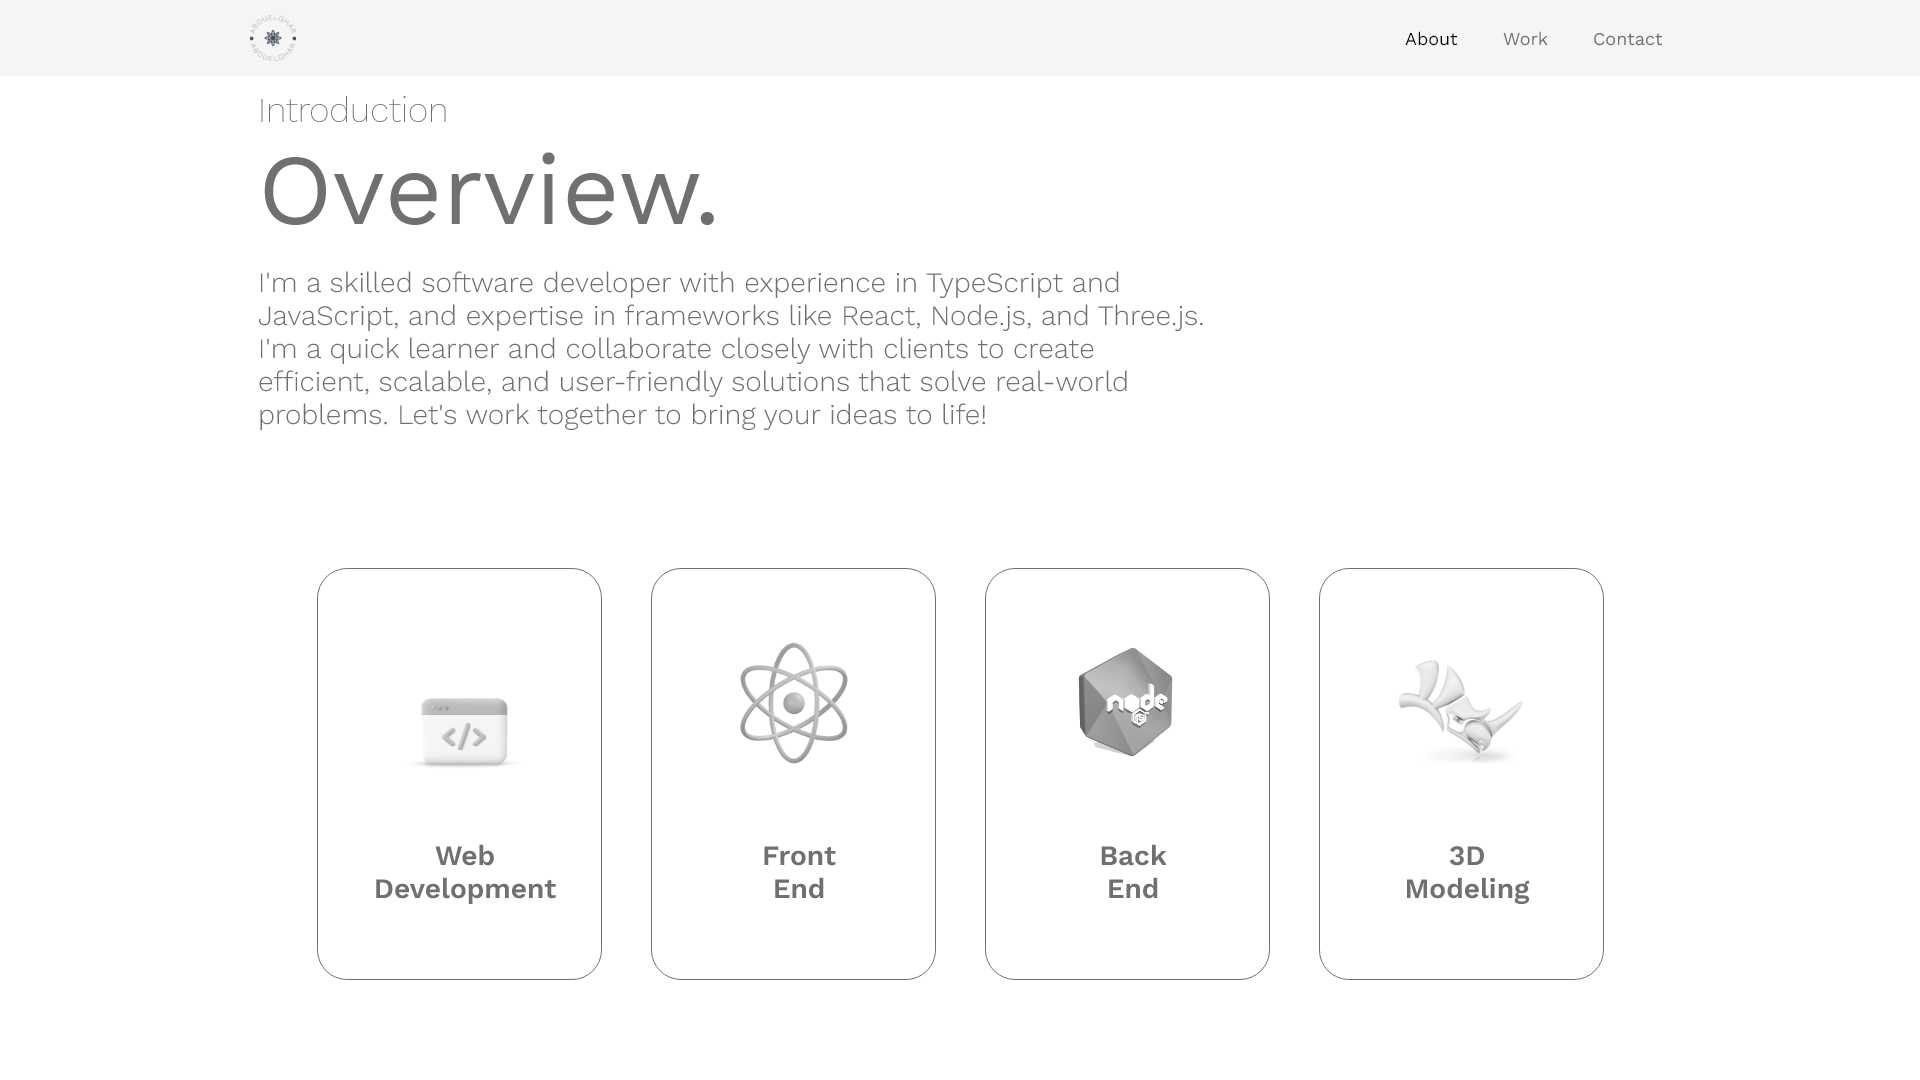 ABOUELGHAR
ABOUELGHAR
About
Work
Contact
Introduction
Overview.
I'm a skilled software developer with experience in TypeScript and
JavaScript, and expertise in frameworks like React, Node.js, and Three.js.
I'm a quick learner and collaborate closely with clients to create
efficient, scalable, and user-friendly solutions that solve real-world
problems. Let's work together to bring your ideas to life!
</>
node
JS
Web
Development
Front
End
Back
End
3D
Modeling